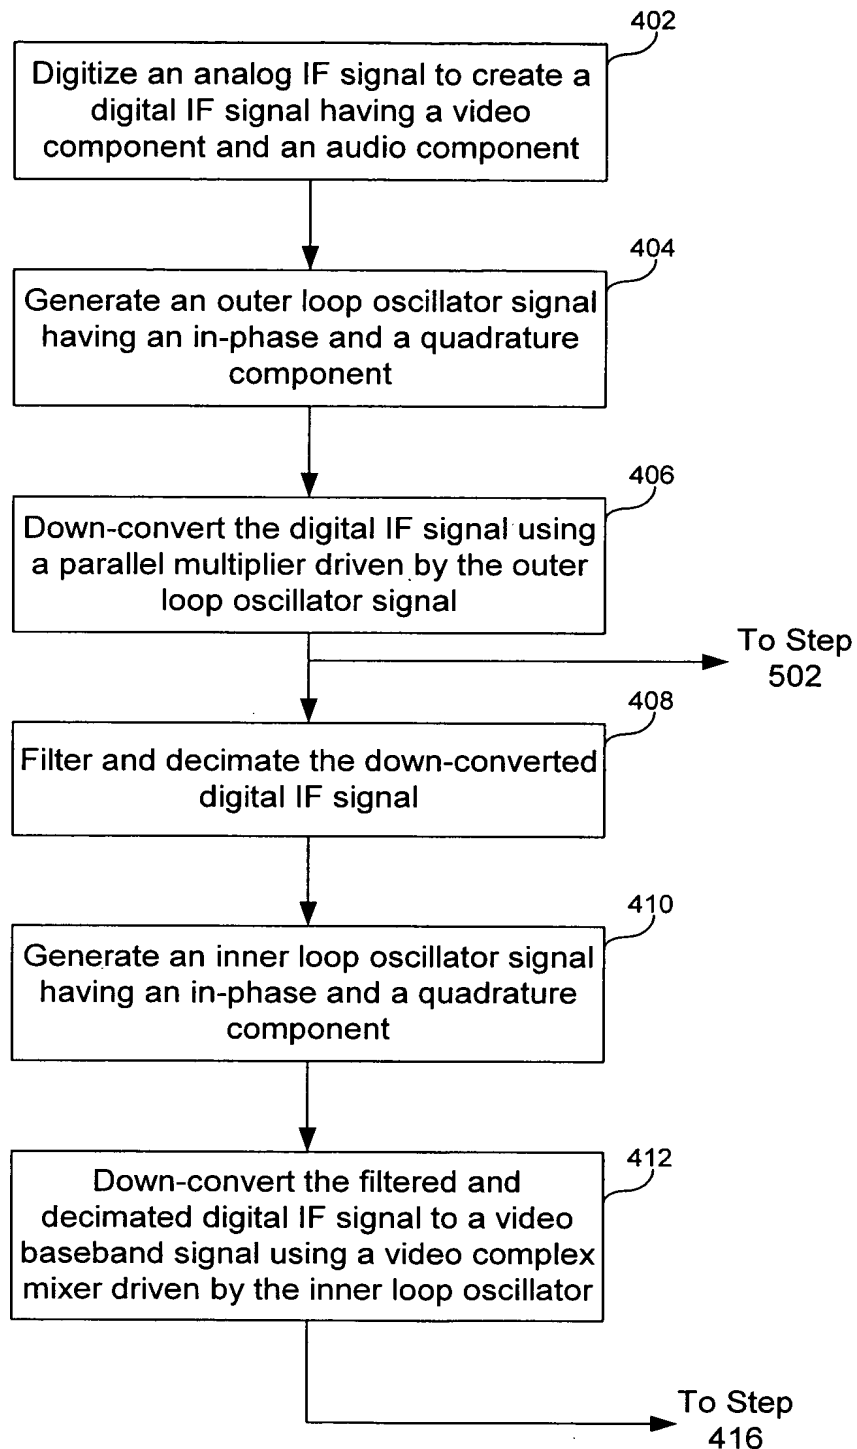 402
Digitize an analog IF signal to create a
digital IF signal having a video
component and an audio component
404
Generate an outer loop oscillator signal
having an in-phase and a quadrature
component
406
Down-convert the digital IF signal using
a parallel multiplier driven by the outer
loop oscillator signal
To Step
502
408
Filter and decimate the down-converted
digital IF signal
410
Generate an inner loop oscillator signal
having an in-phase and a quadrature
component
412
Down-convert the filtered and
decimated digital IF signal to a video
baseband signal using a video complex
mixer driven by the inner loop oscillator
To Step
416